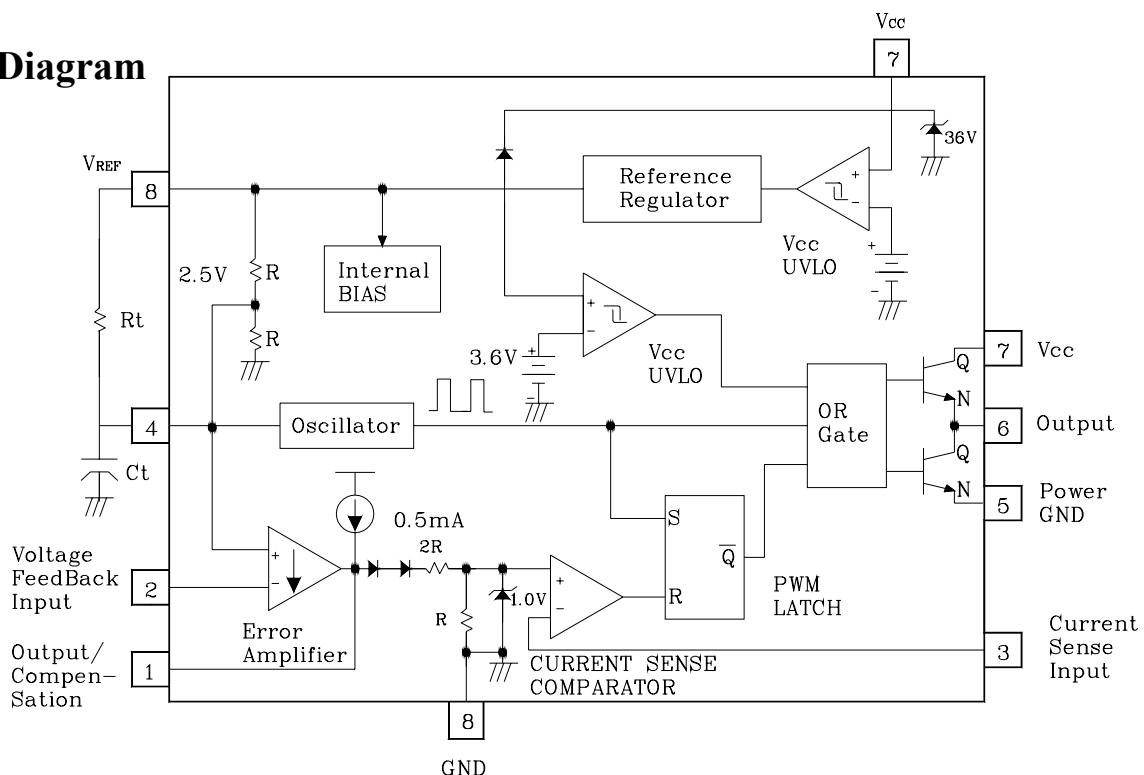 Diagram
Vcc
7
VREF
8
36V
Reference
Regulator
+
-
2.5V
R
Internal
BIAS
Vcc
UVLO
+
-
Rt
R
3.6V
+
-
+
-
Vcc
UVLO
7
Vcc
Q
N
OR
Gate
4
Oscillator
6
Output
Ct
Q
N
5
Power
GND
0.5mA
2R
S
Q
R
PWM
LATCH
Voltage
FeedBack
Input
2
+
-
R
1.0V
+
-
Error
Amplifier
Output/
Compen-
Sation
1
CURRENT SENSE
COMPARATOR
3
Current
Sense
Input
8
GND